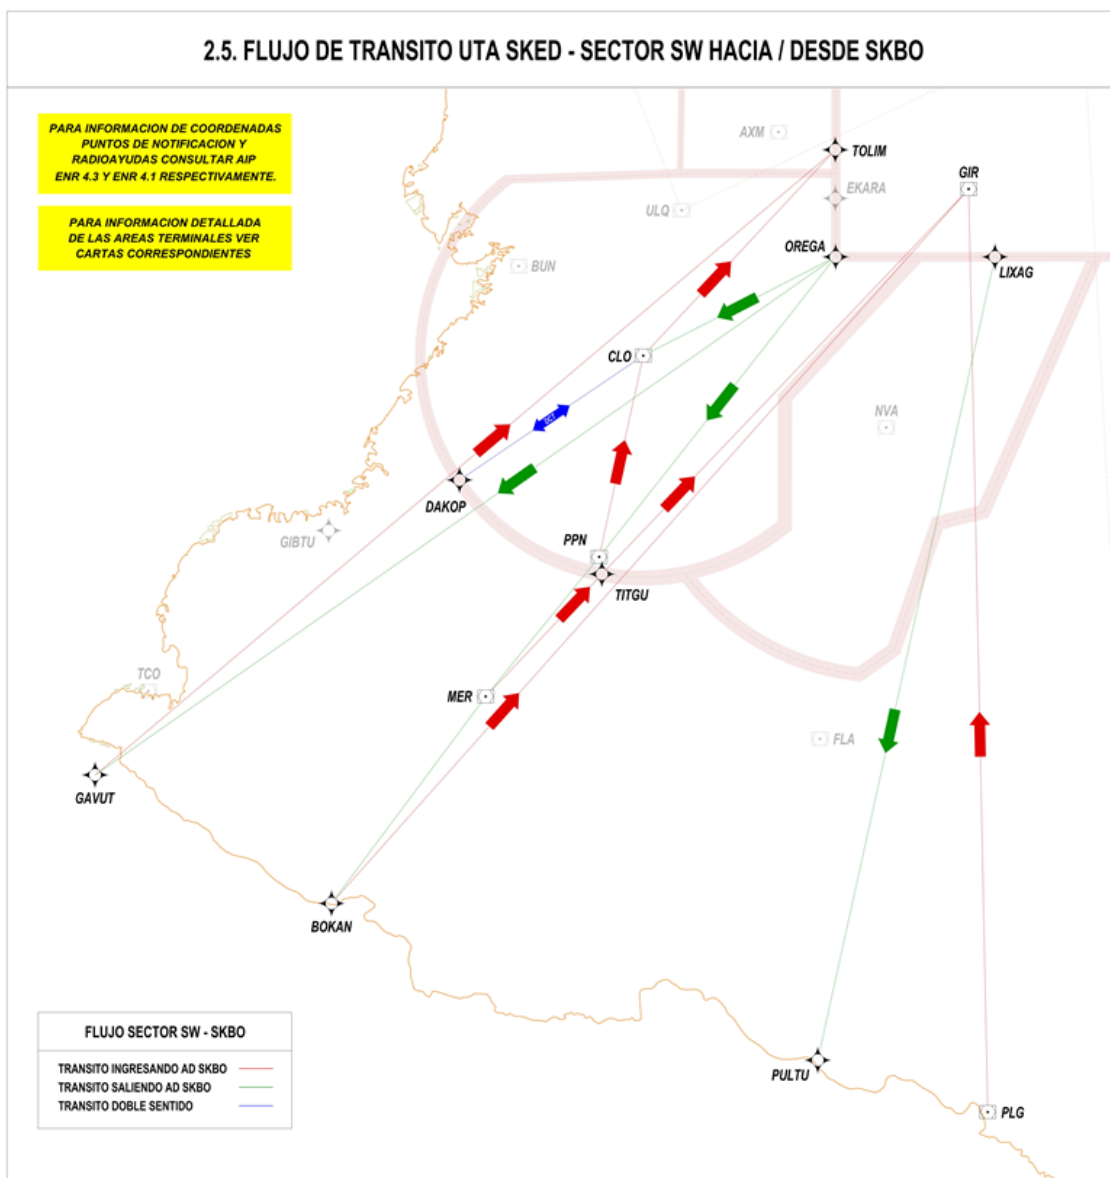 2.5. FLUJO DE TRANSITO UTA SKED - SECTOR SW HACIA / DESDE SKBO
PARA INFORMACION DE COORDENADAS
PUNTOS DE NOTIFICACION Y
RADIOAYUDAS CONSULTAR AIP
ENR 4.3 Y ENR 4.1 RESPECTIVAMENTE.
PARA INFORMACION DETALLADA
DE LAS AREAS TERMINALES VER
CARTAS CORRESPONDIENTES
AXM
TOLIM
GIR
EKARA
ULQ
OREGA
LIXAG
BUN
CLO
NVA
DCT
DAKOP
GIBTU
PPN
TITGU
TCO
MER
FLA
GAVUT
BOKAN
PULTU
PLG
FLUJO SECTOR SW - SKBO
TRANSITO INGRESANDO AD SKBO
TRANSITO SALIENDO AD SKBO
TRANSITO DOBLE SENTIDO